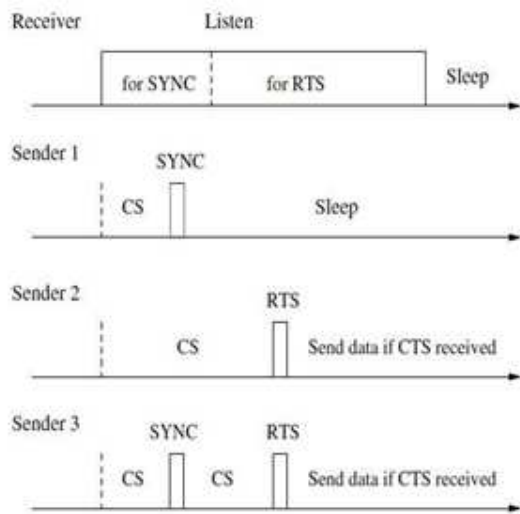 Receiver Listen
for SYNC for RTS Sleep
Sender 1
SYNC
CS Sleep
Sender 2
RTS
CS Send data if CTS received
Sender 3
SYNC RTS
CS CS Send data if CTS received